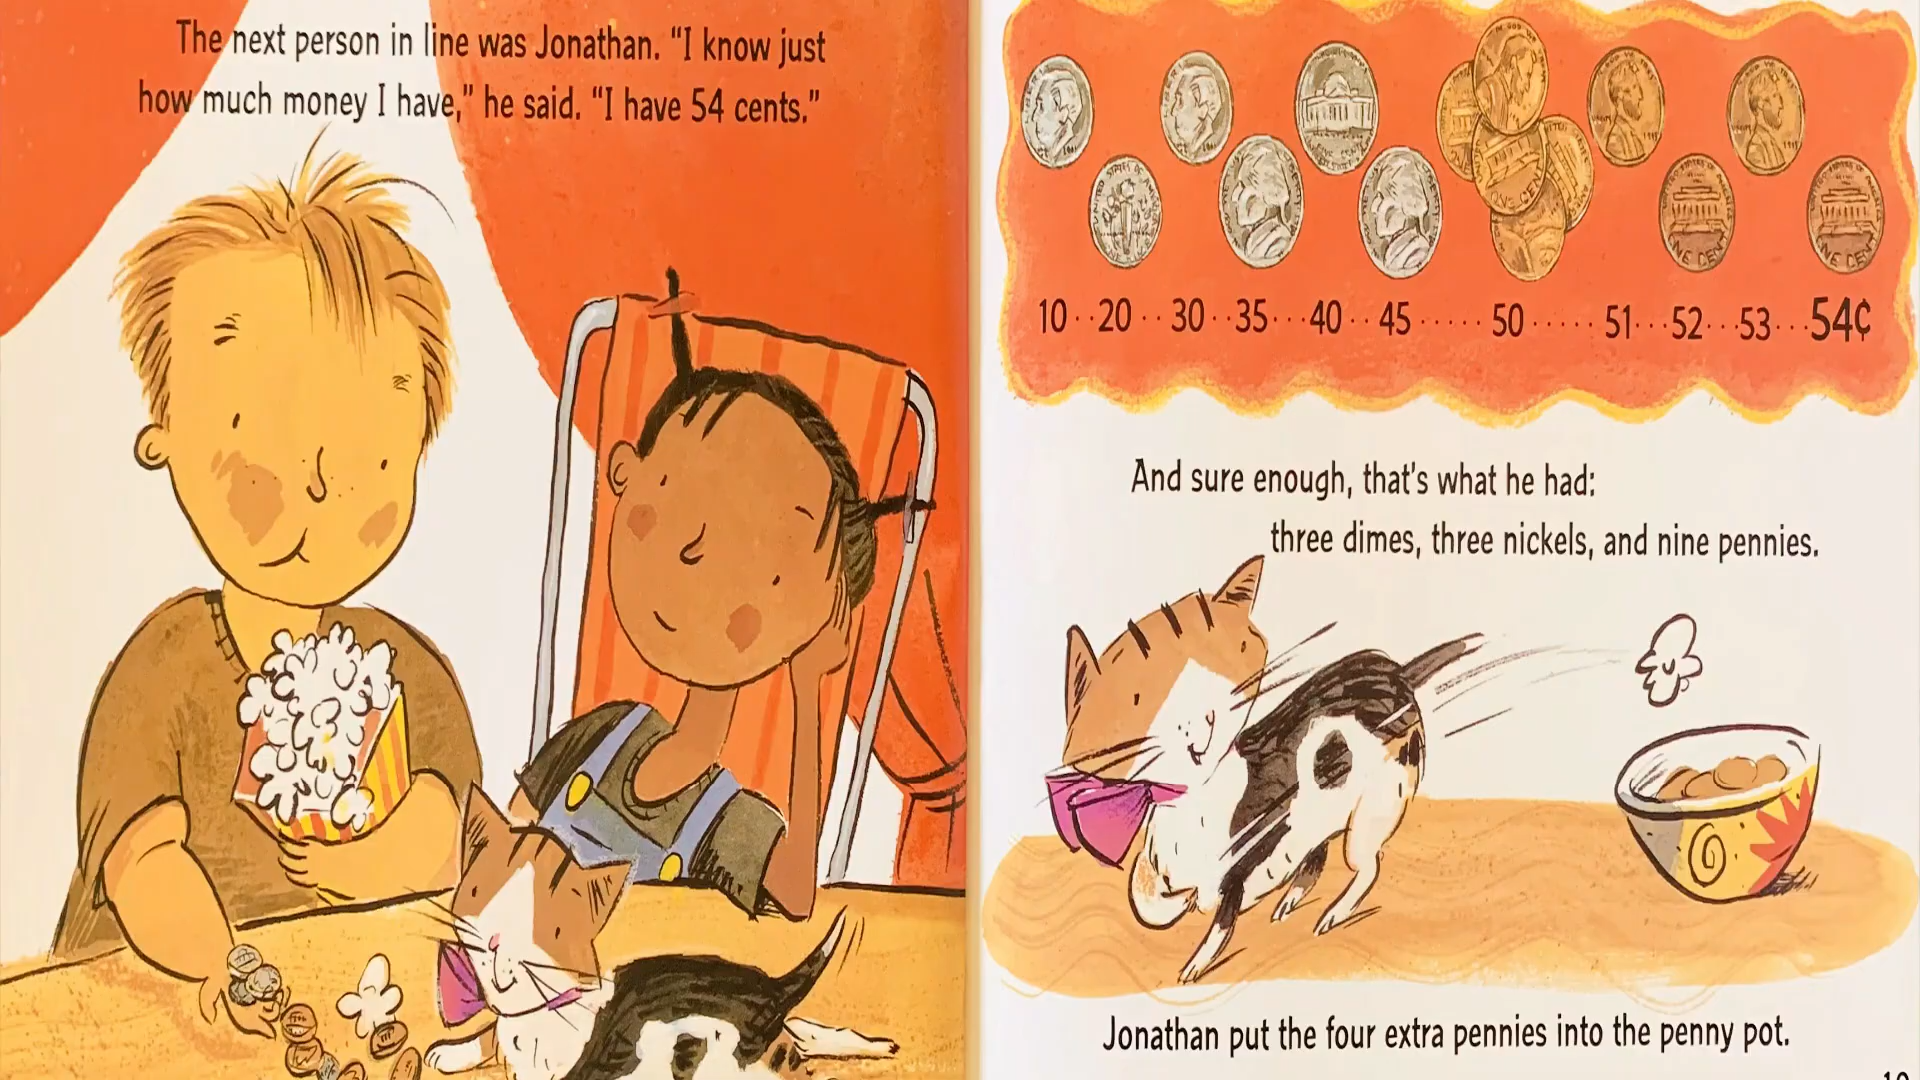 The next person in line was Jonathan. “I know just
how much money I have,” he said. “I have 54 cents.”
10··20··30··35···40··45·····50·····51···52···53···54¢
And sure enough, that’s what he had:
three dimes, three nickels, and nine pennies.
Jonathan put the four extra pennies into the penny pot.